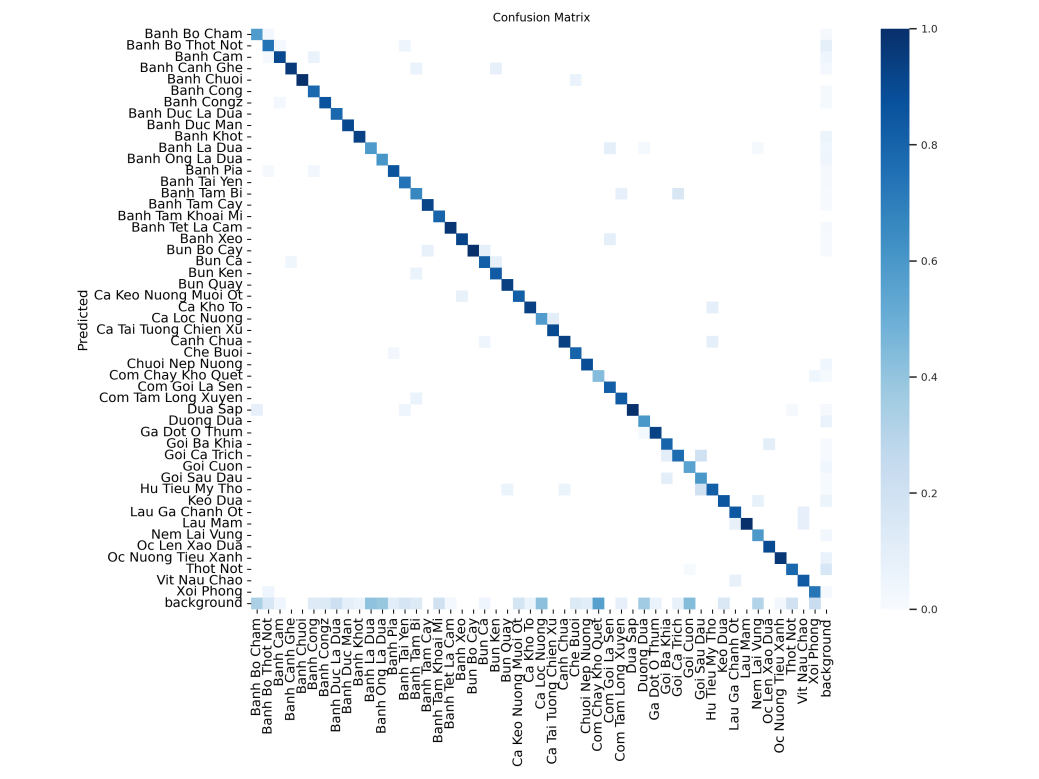 Confusion Matrix
Predicted
Banh Bo Cham
Banh Bo Thot Not
Banh Cam
Banh Canh Ghe
Banh Chuoi
Banh Cong
Banh Congz
Banh Duc La Dua
Banh Duc Man
Banh Khot
Banh La Dua
Banh Ong La Dua
Banh Pia
Banh Tai Yen
Banh Tam Bi
Banh Tam Cay
Banh Tam Khoai Mi
Banh Tet La Cam
Banh Xeo
Bun Bo Cay
Bun Ca
Bun Ken
Bun Quay
Ca Keo Nuong Muoi Ot
Ca Kho To
Ca Loc Nuong
Ca Tai Tuong Chien Xu
Canh Chua
Che Buoi
Chuoi Nep Nuong
Com Chay Kho Quet
Com Goi La Sen
Com Tam Long Xuyen
Dua Sap
Duong Dua
Ga Dot O Thum
Goi Ba Khia
Goi Ca Trich
Goi Cuon
Goi Sau Dau
Hu Tieu My Tho
Keo Dua
Lau Ga Chanh Ot
Lau Mam
Nem Lai Vung
Oc Len Xao Dua
Oc Nuong Tieu Xanh
Thot Not
Vit Nau Chao
Xoi Phong
background
Banh Bo Cham
Banh Bo Thot Not
Banh Cam
Banh Canh Ghe
Banh Chuoi
Banh Cong
Banh Congz
Banh Duc La Dua
Banh Duc Man
Banh Khot
Banh La Dua
Banh Ong La Dua
Banh Pia
Banh Tai Yen
Banh Tam Bi
Banh Tam Cay
Banh Tam Khoai Mi
Banh Tet La Cam
Banh Xeo
Bun Bo Cay
Bun Ca
Bun Ken
Bun Quay
Ca Keo Nuong Muoi Ot
Ca Kho To
Ca Loc Nuong
Ca Tai Tuong Chien Xu
Canh Chua
Che Buoi
Chuoi Nep Nuong
Com Chay Kho Quet
Com Goi La Sen
Com Tam Long Xuyen
Dua Sap
Duong Dua
Ga Dot O Thum
Goi Ba Khia
Goi Ca Trich
Goi Cuon
Goi Sau Dau
Hu Tieu My Tho
Keo Dua
Lau Ga Chanh Ot
Lau Mam
Nem Lai Vung
Oc Len Xao Dua
Oc Nuong Tieu Xanh
Thot Not
Vit Nau Chao
Xoi Phong
background
1.0
0.8
0.6
0.4
0.2
0.0